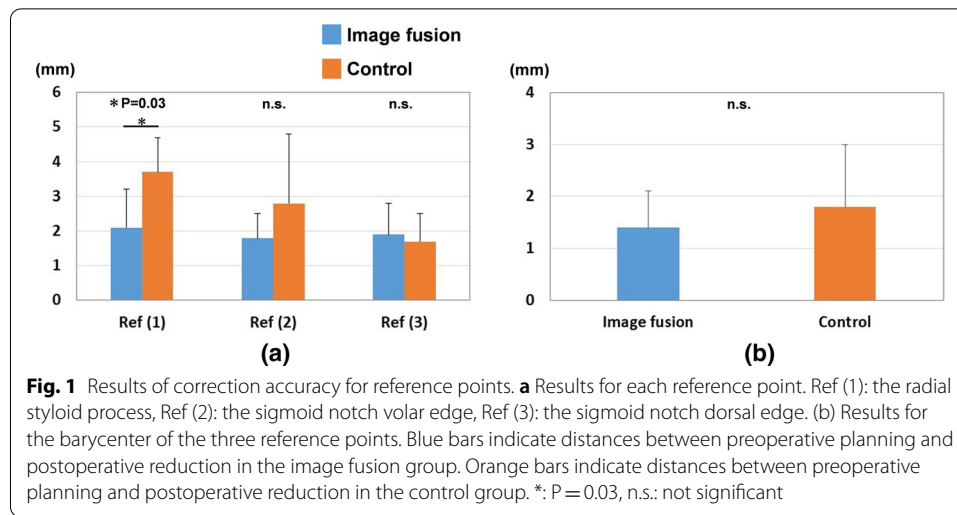 Image fusion
Control
(mm)
6
5
4
3
2
1
0
*P=0.03
*
n.s.
n.s.
Ref (1)
Ref (2)
Ref (3)
(a)
(mm)
4
3
2
1
0
n.s.
Image fusion
Control
(b)
Fig. 1 Results of correction accuracy for reference points. a Results for each reference point. Ref (1): the radial
styloid process, Ref (2): the sigmoid notch volar edge, Ref (3): the sigmoid notch dorsal edge. (b) Results for
the barycenter of the three reference points. Blue bars indicate distances between preoperative planning and
postoperative reduction in the image fusion group. Orange bars indicate distances between preoperative
planning and postoperative reduction in the control group. *: P = 0.03, n.s.: not significant